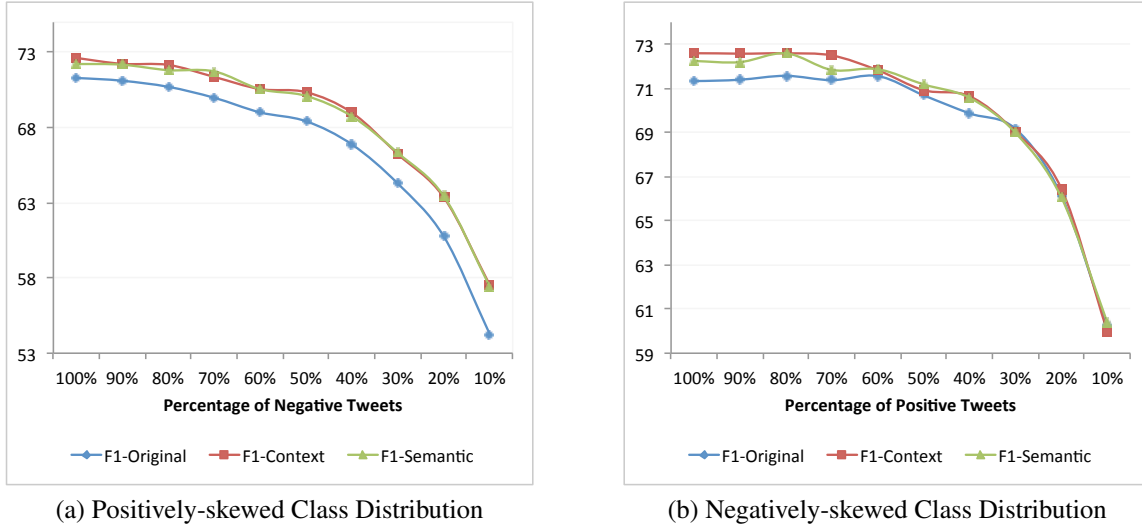 73
68
63
58
53
100% 90% 80% 70% 60% 50% 40% 30% 20% 10%
Percentage of Negative Tweets
F1-Original F1-Context F1-Semantic
(a) Positively-skewed Class Distribution
73
71
69
67
65
63
61
59
100% 90% 80% 70% 60% 50% 40% 30% 20% 10%
Percentage of Positive Tweets
F1-Original F1-Context F1-Semantic
(b) Negatively-skewed Class Distribution